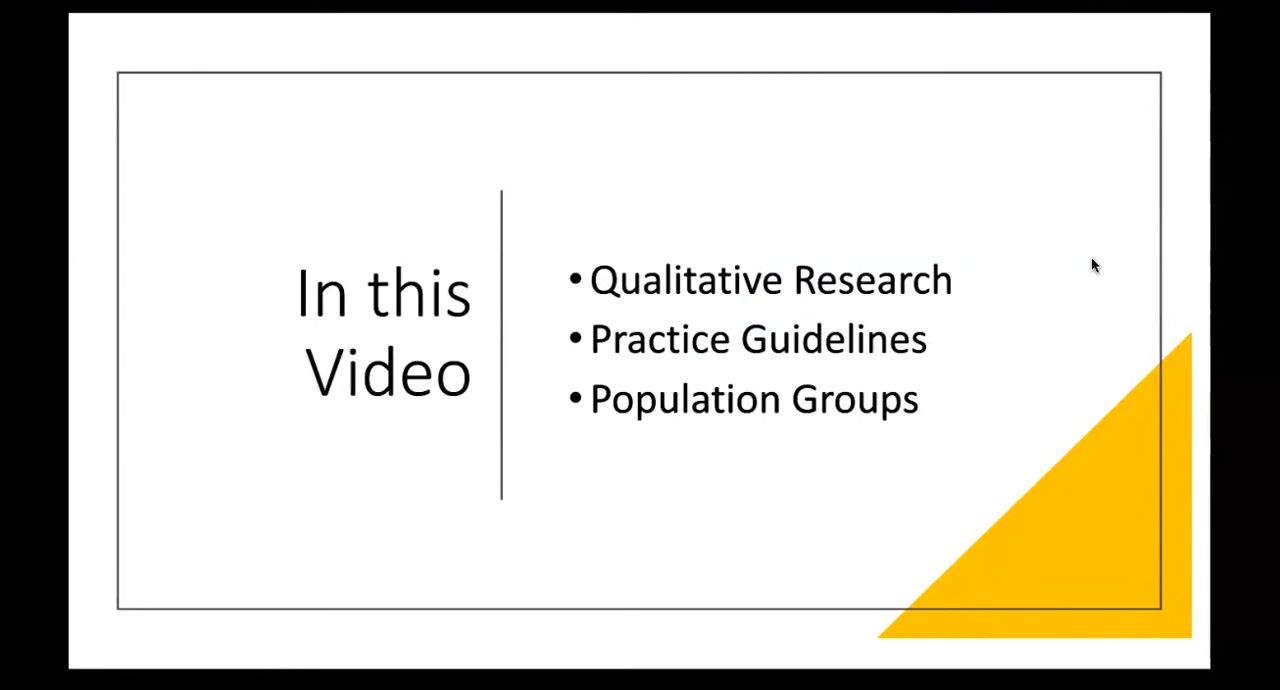 In this
Video
• Qualitative Research
• Practice Guidelines
• Population Groups